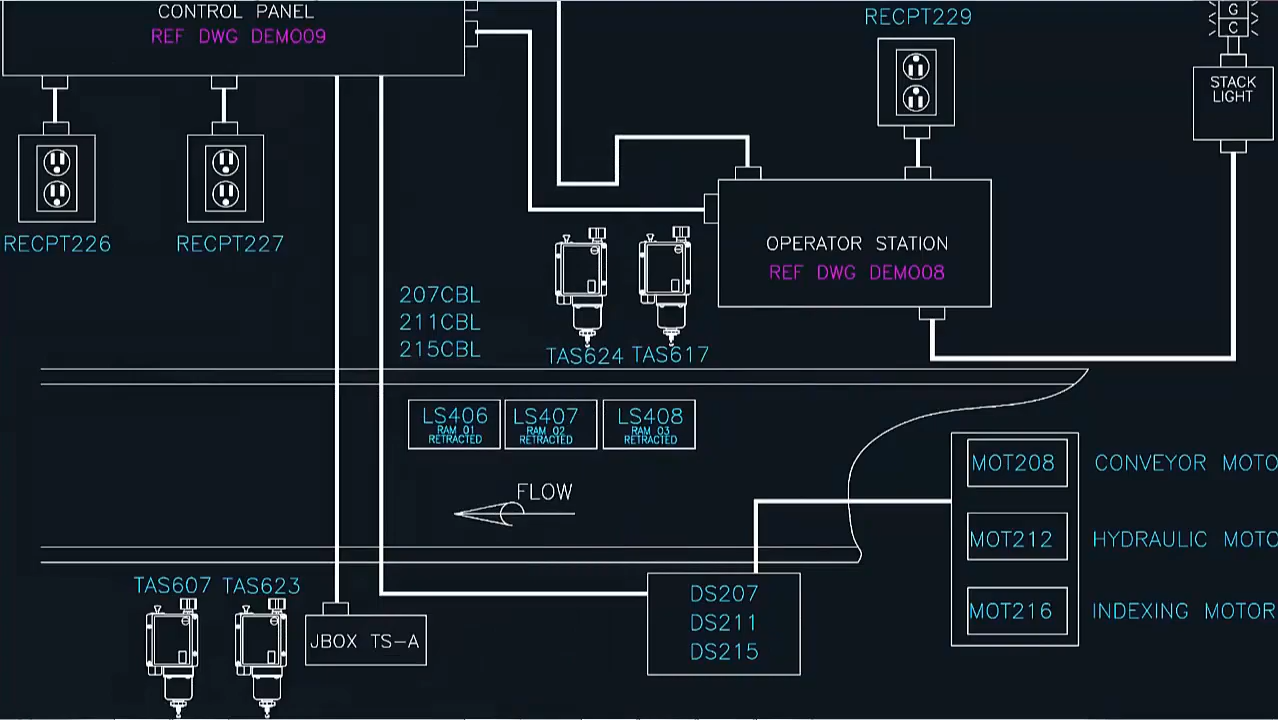 CONTROL PANEL
REF DWG DEMO09
RECPT229
G
C
STACK
LIGHT
RECPT226
RECPT227
OPERATOR STATION
REF DWG DEMO08
207CBL
211CBL
215CBL
TAS624
TAS617
LS406
RAM 01
RETRACTED
LS407
RAM 02
RETRACTED
LS408
RAM 03
RETRACTED
MOT208
CONVEYOR MOTO
FLOW
MOT212
HYDRAULIC MOTO
TAS607
TAS623
DS207
DS211
DS215
MOT216
INDEXING MOTOR
JBOX TS-A